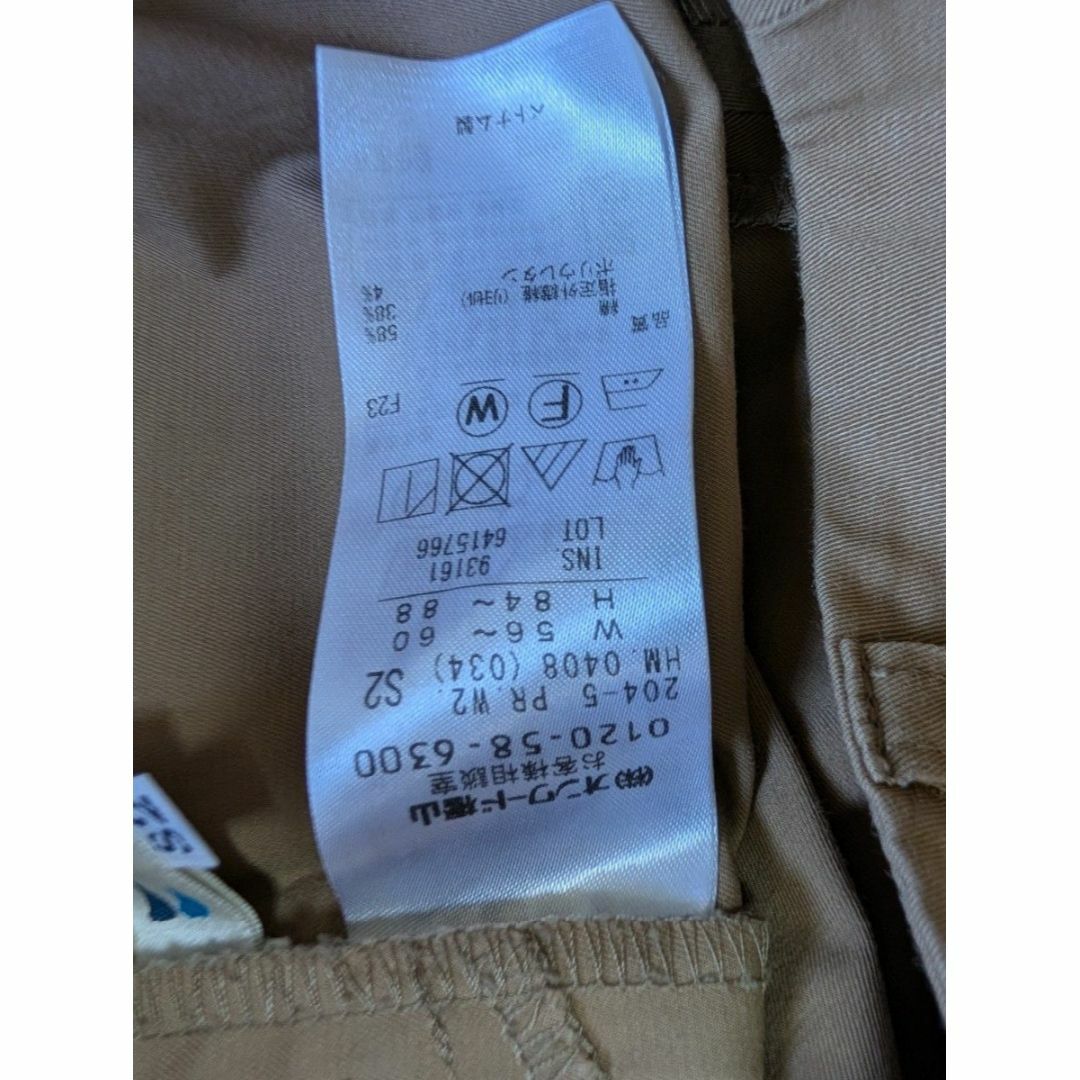 ㈱オンワード樫山
お客様相談室
0120-58-6300
204-5 PR.W2.
HM.0408 (034) S2
W 56～60
H 84～88
INS. 93161
LOT 6415766
F W F23
品質
綿 58%
指定外繊維（リヨセル） 38%
ポリウレタン 4%
ベトナム製